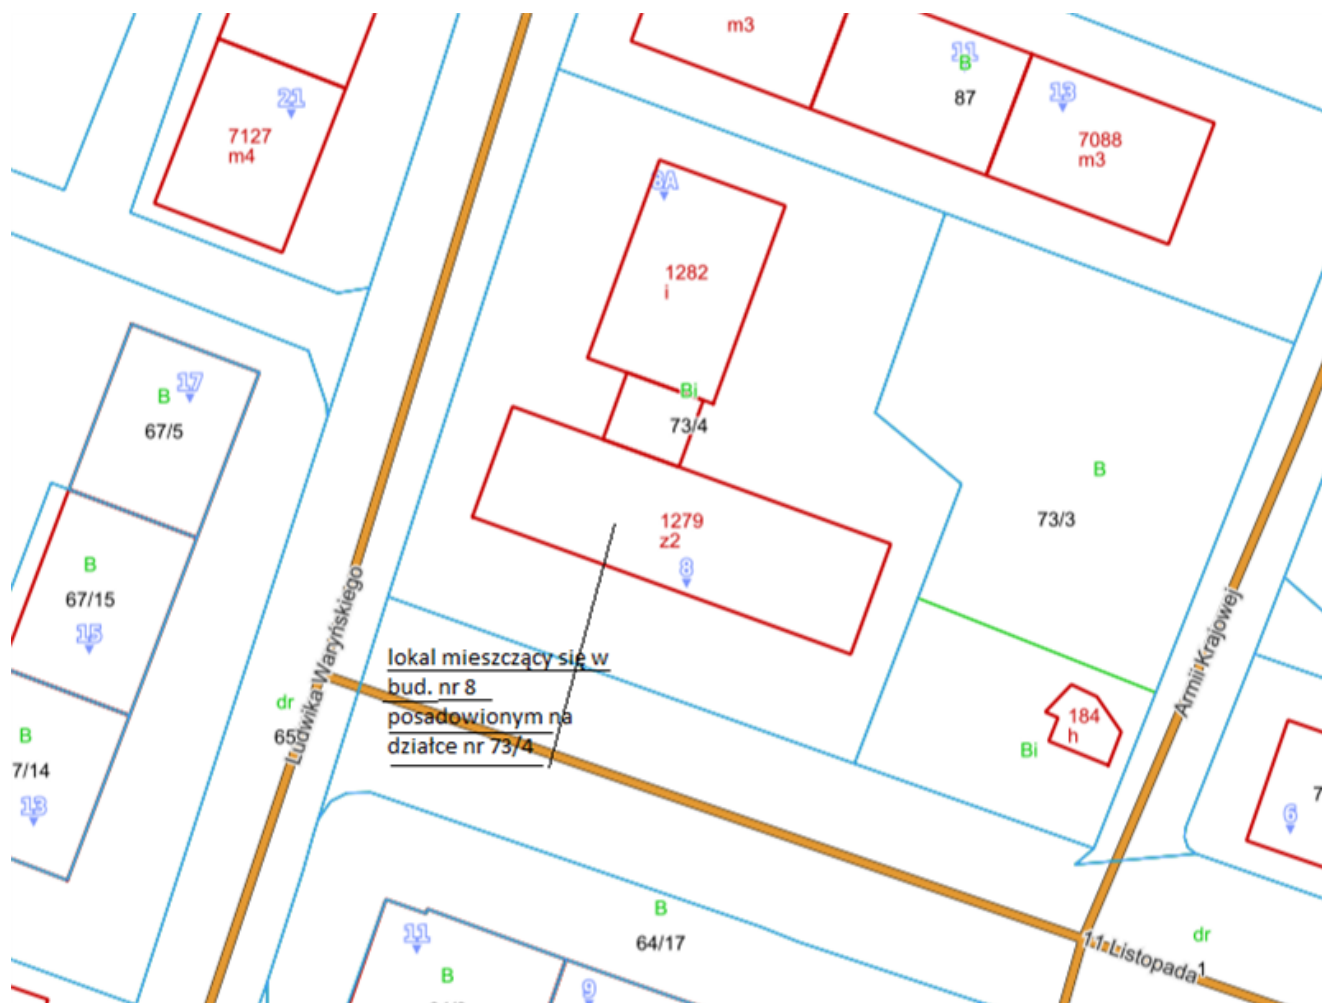 m3
11
B
87
13
7088
m3
21
7127
m4
8A
1282
i
17
B
67/5
Bi
73/4
B
73/3
1279
z2
8
B
67/15
15
Ludwika Waryńskiego
Armii Krajowej
lokal mieszczący się w
bud. nr 8
posadowionym na
działce nr 73/4
dr
65
184
h
Bi
B
7/14
13
6
7
B
64/17
11
B
9
dr
1
11 Listopada